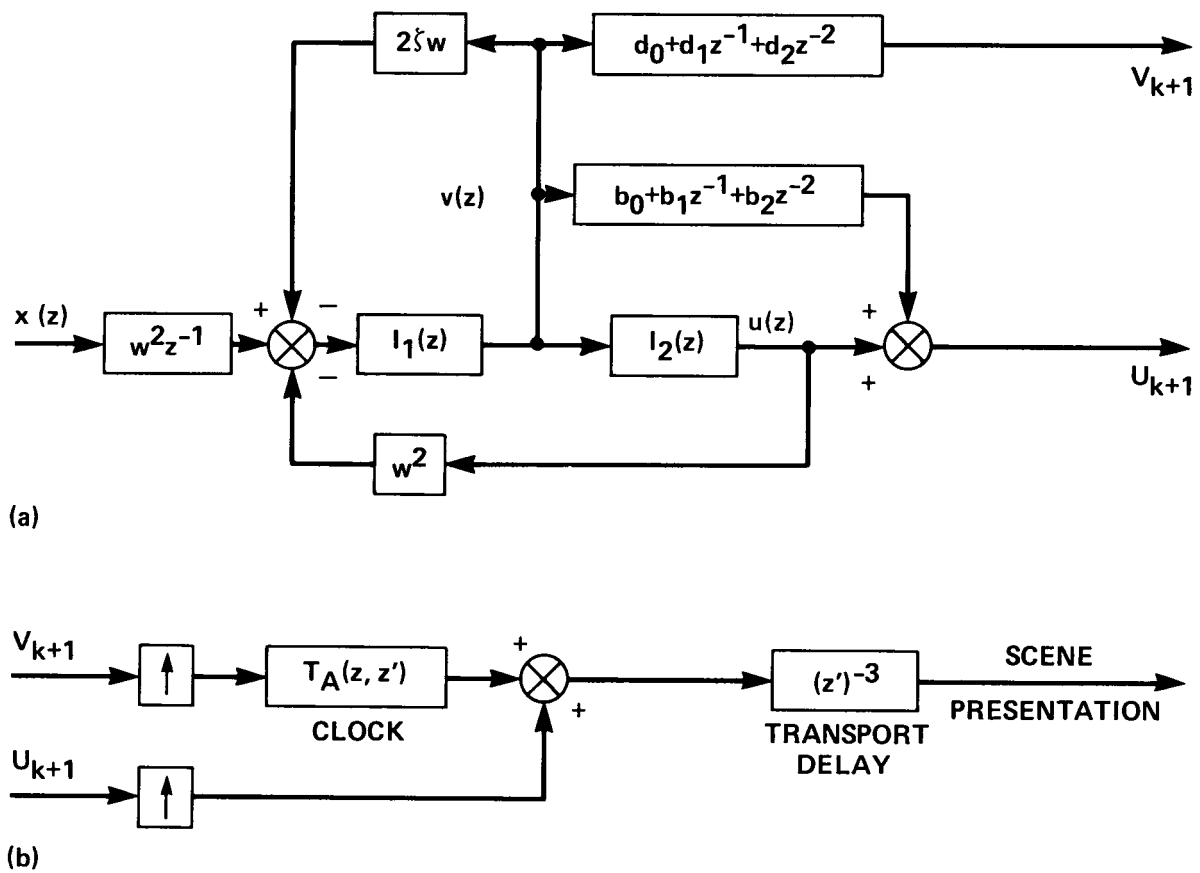 2ζw
d₀+d₁z⁻¹+d₂z⁻²
Vₖ₊₁
v(z)
b₀+b₁z⁻¹+b₂z⁻²
x (z)
+
−
w²z⁻¹
I₁(z)
I₂(z)
u(z)
+
+
Uₖ₊₁
−
w²
(a)
Vₖ₊₁
↑
T_A(z, z′)
CLOCK
+
+
(z′)⁻³
TRANSPORT
DELAY
SCENE
PRESENTATION
Uₖ₊₁
↑
(b)